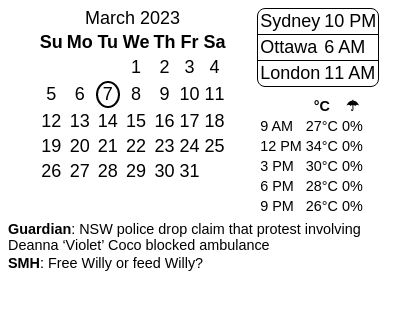 March 2023
Su Mo Tu We Th Fr Sa
1 2 3 4
5 6 7 8 9 10 11
12 13 14 15 16 17 18
19 20 21 22 23 24 25
26 27 28 29 30 31
Sydney 10 PM
Ottawa 6 AM
London 11 AM
°C ☂
9 AM 27°C 0%
12 PM 34°C 0%
3 PM 30°C 0%
6 PM 28°C 0%
9 PM 26°C 0%
Guardian: NSW police drop claim that protest involving
Deanna ‘Violet’ Coco blocked ambulance
SMH: Free Willy or feed Willy?